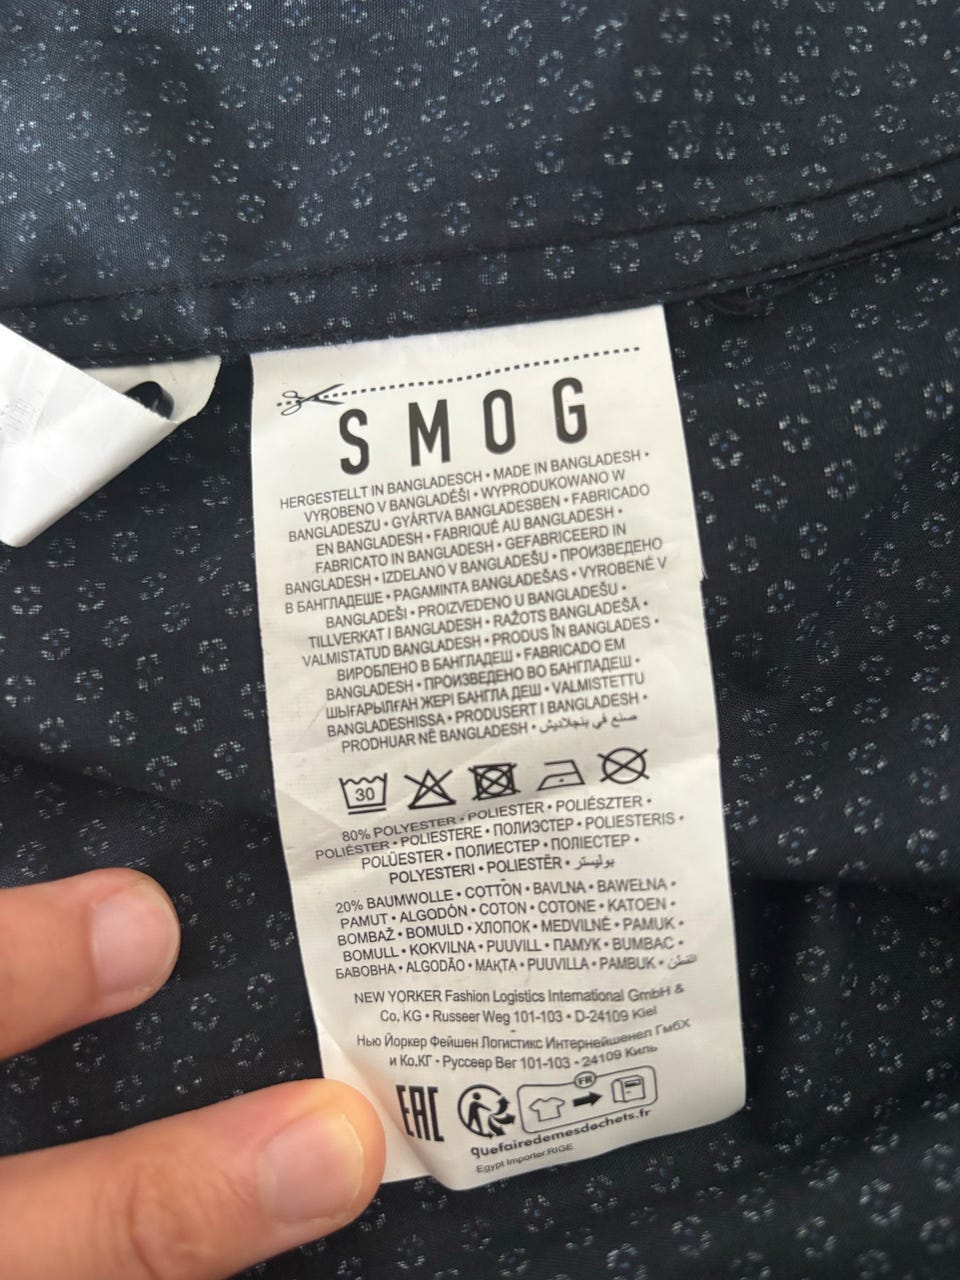 SMOG
HERGESTELLT IN BANGLADESCH • MADE IN BANGLADESH •
VYROBENO V BANGLADÉŠI • WYPRODUKOWANO W
BANGLADESZU • GYÁRTVA BANGLADESBEN • FABRICADO
EN BANGLADESH • FABRIQUÉ AU BANGLADESH •
FABRICATO IN BANGLADESH • GEFABRICEERD IN
BANGLADESH • IZDELANO V BANGLADEŠU • ПРОИЗВЕДЕНО
В БАНГЛАДЕШЕ • PAGAMINTA BANGLADEŠAS • VYROBENÉ V
BANGLADÉŠI • PROIZVEDENO U BANGLADEŠU •
TILLVERKAT I BANGLADESH • RAŽOTS BANGLADEŠĀ •
VALMISTATUD BANGLADESH • PRODUS ÎN BANGLADES •
ВИРОБЛЕНО В БАНГЛАДЕШ • FABRICADO EM
BANGLADESH • ПРОИЗВЕДЕНО ВО БАНГЛАДЕШ •
ШЫҒАРЫЛҒАН ЖЕРІ БАНГЛА ДЕШ • VALMISTETTU
BANGLADESHISSA • PRODUSERT I BANGLADESH •
PRODHUAR NË BANGLADESH • صنع في بنجلاديش
30
80% POLYESTER • POLIESTER • POLIÉSZTER •
POLIÉSTER • POLIESTERE • ПОЛИЭСТЕР • POLIESTERIS •
POLÜESTER • ПОЛИЕСТЕР • ПОЛІЕСТЕР •
POLYESTERI • POLIESTËR • بوليستر
20% BAUMWOLLE • COTTON • BAVLNA • BAWEŁNA •
PAMUT • ALGODÓN • COTON • COTONE • KATOEN •
BOMBAŽ • BOMULD • ХЛОПОК • MEDVILNĖ • PAMUK •
BOMULL • KOKVILNA • PUUVILL • ПАМУК • BUMBAC •
БАВОВНА • ALGODÃO • МАҚТА • PUUVILLA • PAMBUK • القطن
NEW YORKER Fashion Logistics International GmbH &
Co. KG • Russeer Weg 101-103 • D-24109 Kiel
-
Нью Йоркер Фейшен Логистикс Интернейшенел ГмбХ
и Ко.КГ • Руссеер Вег 101-103 • 24109 Киль
EAC
FR
quefairedemesdechets.fr
Egypt Importer:RIGE